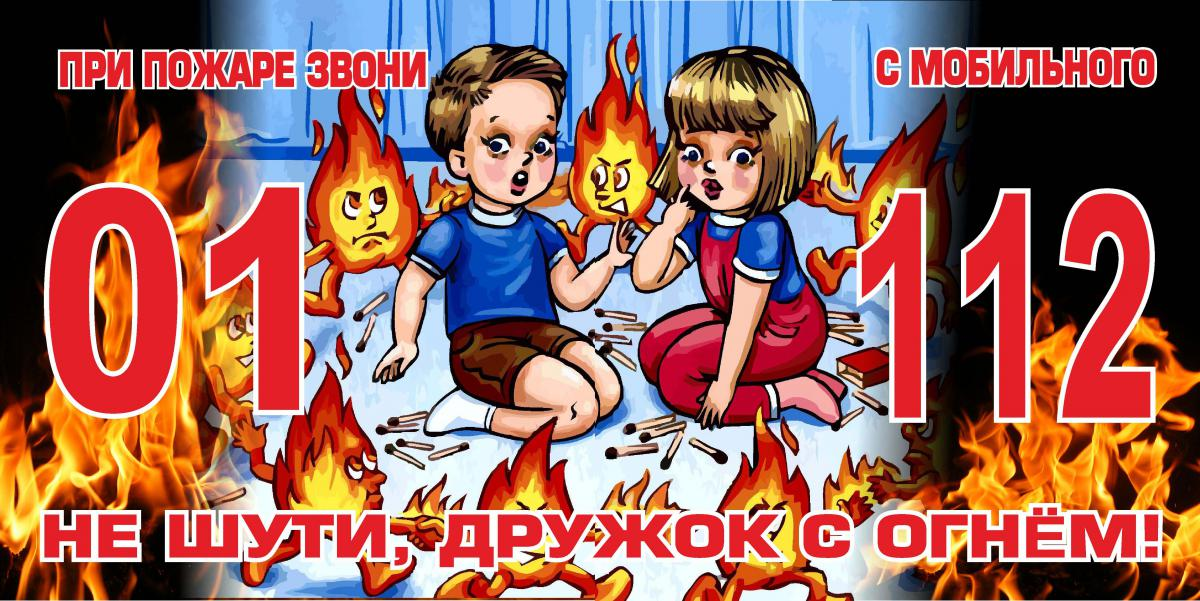 ПРИ ПОЖАРЕ ЗВОНИ
01
С МОБИЛЬНОГО
112
НЕ ШУТИ, ДРУЖОК С ОГНЁМ!